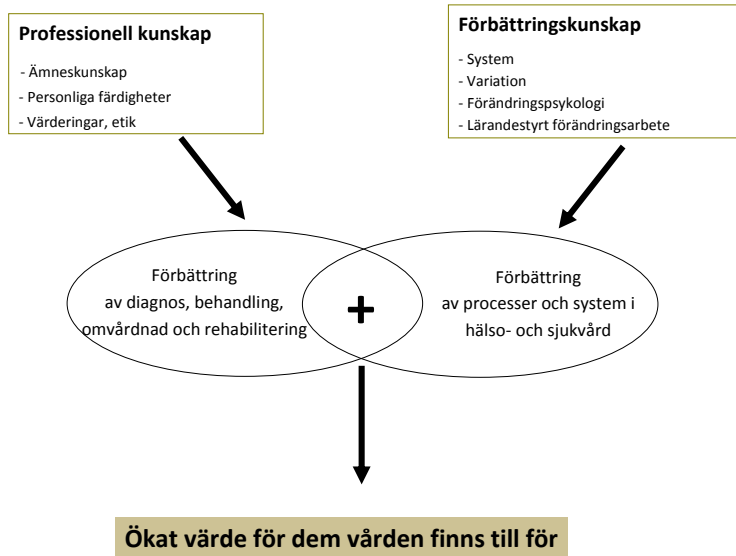 Professionell kunskap
- Ämneskunskap
- Personliga färdigheter
- Värderingar, etik
Förbättringskunskap
- System
- Variation
- Förändringspsykologi
- Lärandestyrt förändringsarbete
Förbättring
av diagnos, behandling,
omvårdnad och rehabilitering
+
Förbättring
av processer och system i
hälso- och sjukvård
Ökat värde för dem vården finns till för